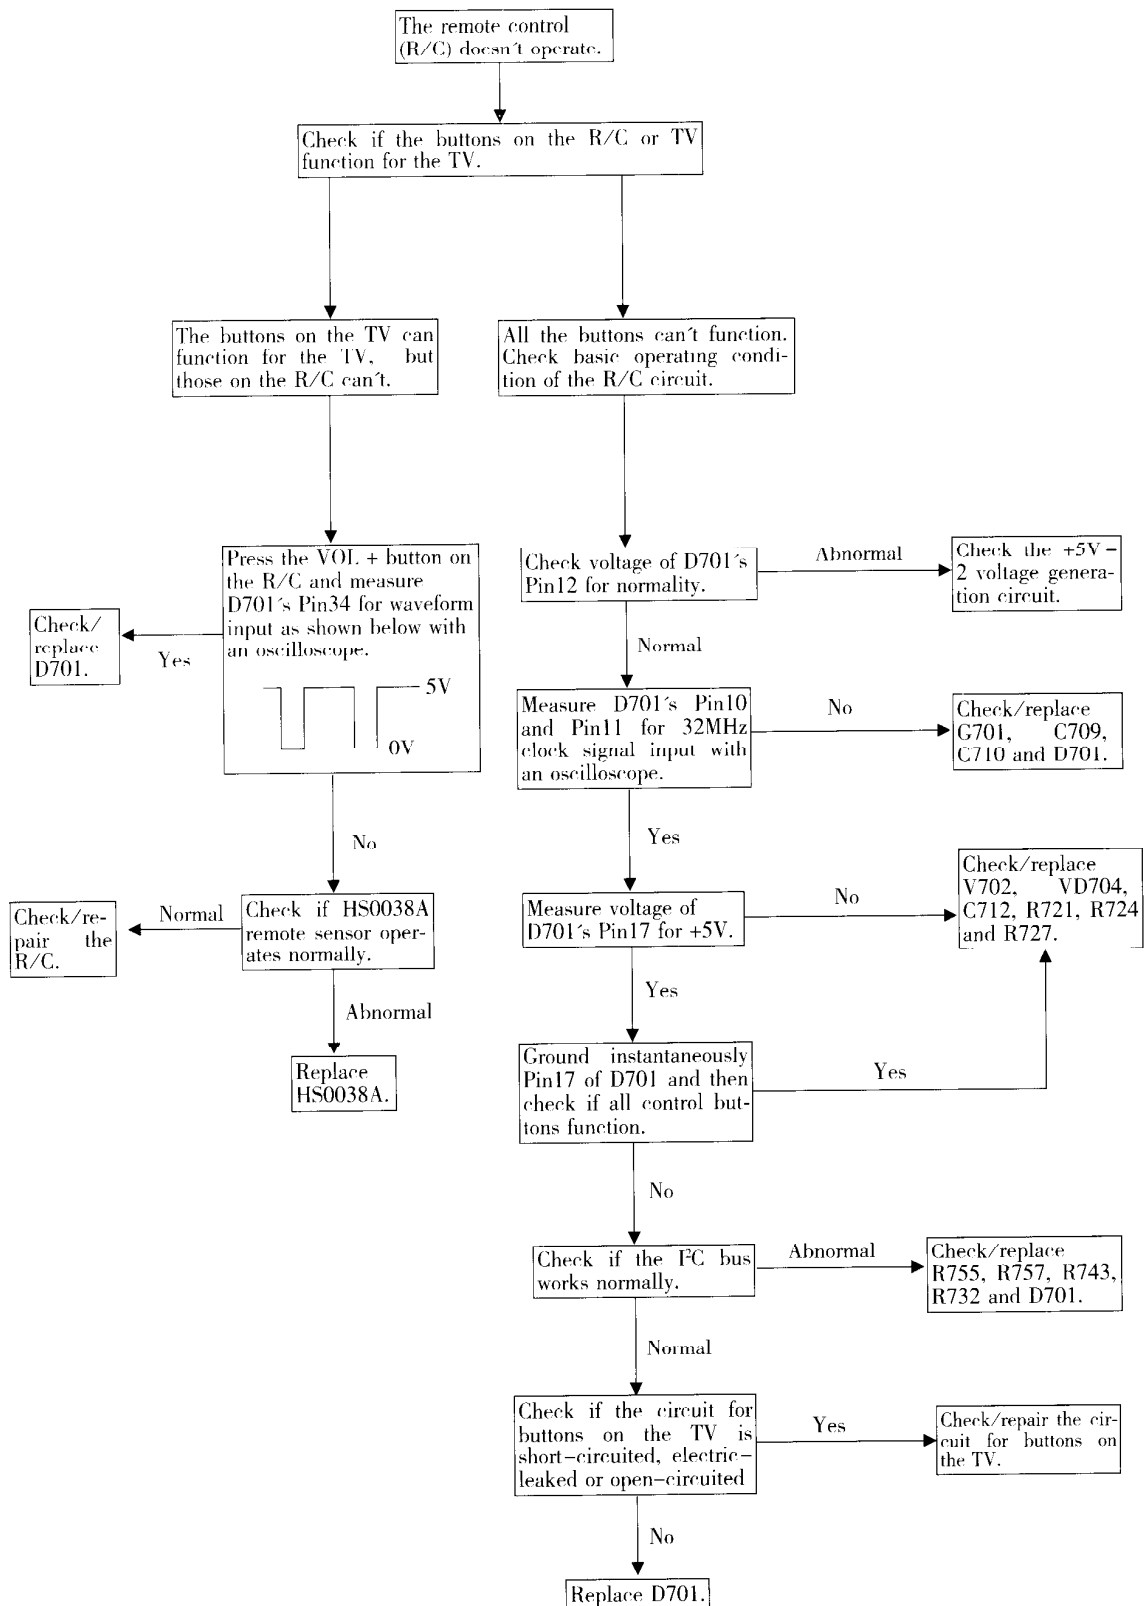 The remote control
(R/C) doesn´t operate.
Check if the buttons on the R/C or TV
function for the TV.
The buttons on the TV can
function for the TV, but
those on the R/C can´t.
All the buttons can´t function.
Check basic operating condi-
tion of the R/C circuit.
Press the VOL + button on
the R/C and measure
D701´s Pin34 for waveform
input as shown below with
an oscilloscope.
5V
0V
Yes
Check/
replace
D701.
No
Check if HS0038A
remote sensor oper-
ates normally.
Normal
Check/re-
pair the
R/C.
Abnormal
Replace
HS0038A.
Check voltage of D701´s
Pin12 for normality.
Abnormal
Check the +5V-
2 voltage genera-
tion circuit.
Normal
Measure D701´s Pin10
and Pin11 for 32MHz
clock signal input with
an oscilloscope.
No
Check/replace
G701, C709,
C710 and D701.
Yes
Measure voltage of
D701´s Pin17 for +5V.
No
Check/replace
V702, VD704,
C712, R721, R724
and R727.
Yes
Ground instantaneously
Pin17 of D701 and then
check if all control but-
tons function.
Yes
No
Check if the I²C bus
works normally.
Abnormal
Check/replace
R755, R757, R743,
R732 and D701.
Normal
Check if the circuit for
buttons on the TV is
short-circuited, electric-
leaked or open-circuited
Yes
Check/repair the cir-
cuit for buttons on
the TV.
No
Replace D701.